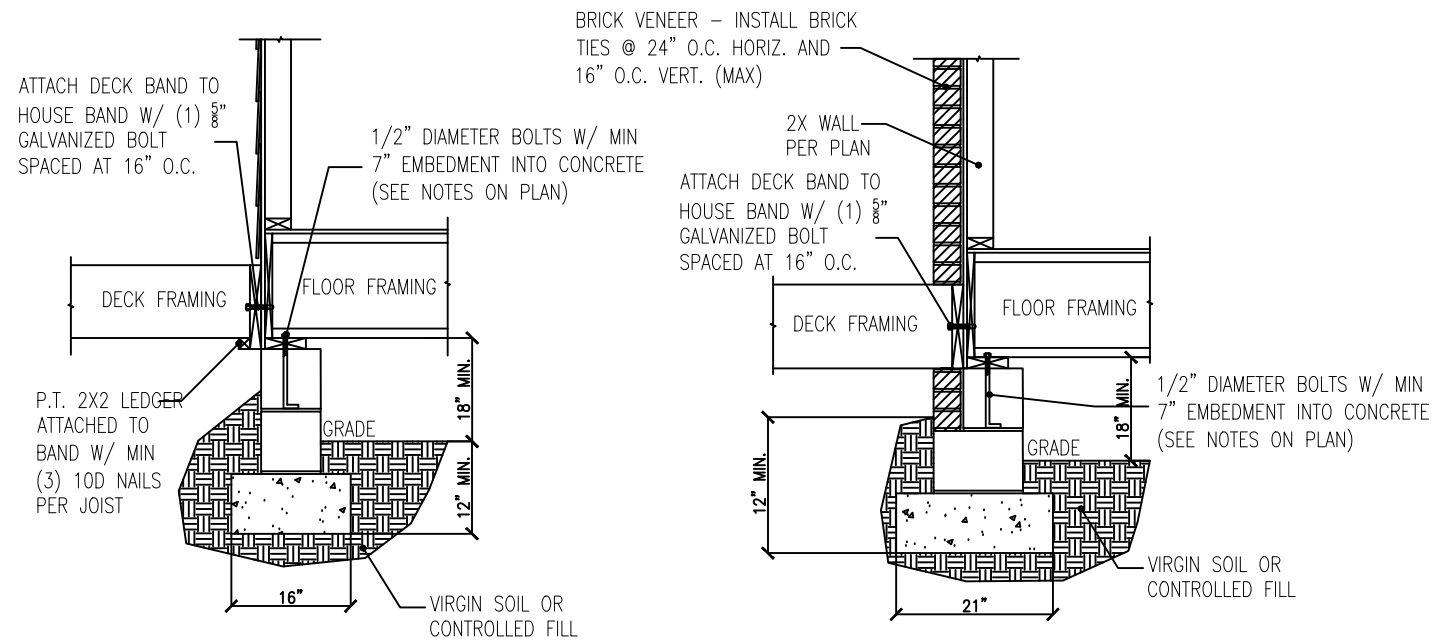 ATTACH DECK BAND TO
HOUSE BAND W/ (1) 5/8"
GALVANIZED BOLT
SPACED AT 16" O.C.
1/2" DIAMETER BOLTS W/ MIN
7" EMBEDMENT INTO CONCRETE
(SEE NOTES ON PLAN)
DECK FRAMING
FLOOR FRAMING
P.T. 2X2 LEDGER
ATTACHED TO
BAND W/ MIN
(3) 10D NAILS
PER JOIST
18" MIN.
GRADE
12" MIN.
16"
VIRGIN SOIL OR
CONTROLLED FILL
BRICK VENEER – INSTALL BRICK
TIES @ 24" O.C. HORIZ. AND
16" O.C. VERT. (MAX)
2X WALL
PER PLAN
ATTACH DECK BAND TO
HOUSE BAND W/ (1) 5/8"
GALVANIZED BOLT
SPACED AT 16" O.C.
DECK FRAMING
FLOOR FRAMING
1/2" DIAMETER BOLTS W/ MIN
7" EMBEDMENT INTO CONCRETE
(SEE NOTES ON PLAN)
18" MIN.
GRADE
12" MIN.
21"
VIRGIN SOIL OR
CONTROLLED FILL